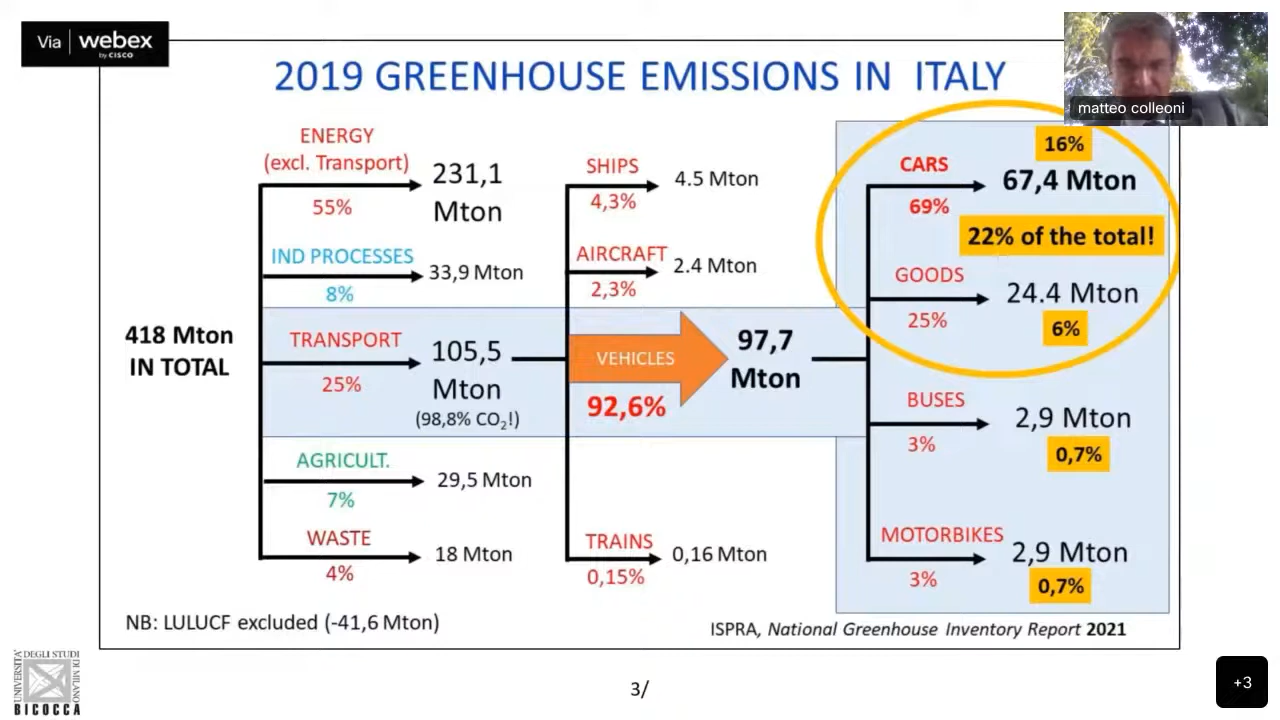 Via webex
by CISCO
matteo colleoni
2019 GREENHOUSE EMISSIONS IN ITALY
418 Mton
IN TOTAL
ENERGY
(excl. Transport)
55%
231,1
Mton
IND PROCESSES
8%
33,9 Mton
TRANSPORT
25%
105,5
Mton
(98,8% CO₂!)
AGRICULT.
7%
29,5 Mton
WASTE
4%
18 Mton
SHIPS
4,3%
4.5 Mton
AIRCRAFT
2,3%
2.4 Mton
VEHICLES
92,6%
97,7
Mton
TRAINS
0,15%
0,16 Mton
CARS
69%
16%
67,4 Mton
22% of the total!
GOODS
25%
24.4 Mton
6%
BUSES
3%
2,9 Mton
0,7%
MOTORBIKES
3%
2,9 Mton
0,7%
NB: LULUCF excluded (-41,6 Mton)
ISPRA, National Greenhouse Inventory Report 2021
UNIVERSITA' DEGLI STUDI DI MILANO
BICOCCA
3/
+3